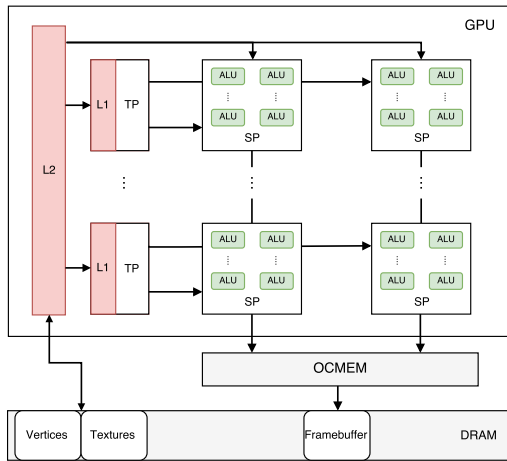 GPU
L2
L1
TP
ALU
ALU
ALU
ALU
SP
ALU
ALU
ALU
ALU
SP
L1
TP
ALU
ALU
ALU
ALU
SP
ALU
ALU
ALU
ALU
SP
OCMEM
Vertices
Textures
Framebuffer
DRAM